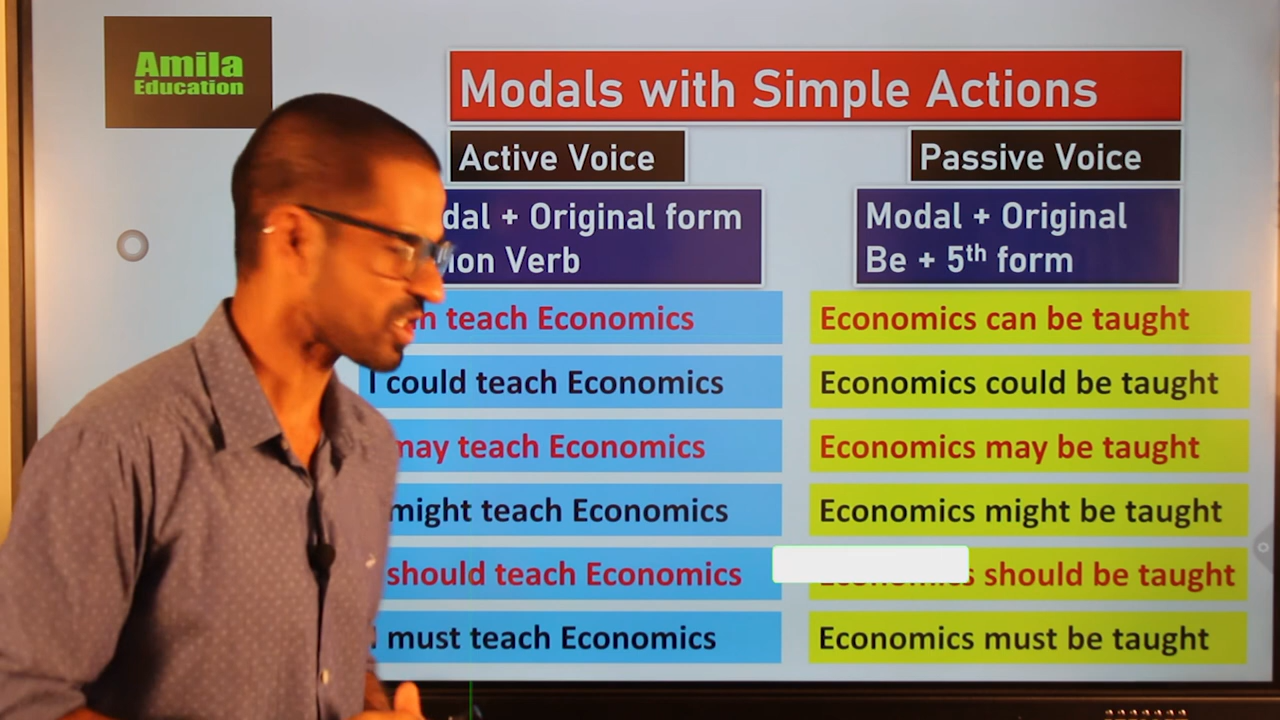 Amila
Education
Modals with Simple Actions
Active Voice
Passive Voice
+ Original form
Verb
Modal + Original
Be + 5th form
teach Economics
Economics can be taught
I could teach Economics
Economics could be taught
may teach Economics
Economics may be taught
might teach Economics
Economics might be taught
should teach Economics
should be taught
I must teach Economics
Economics must be taught